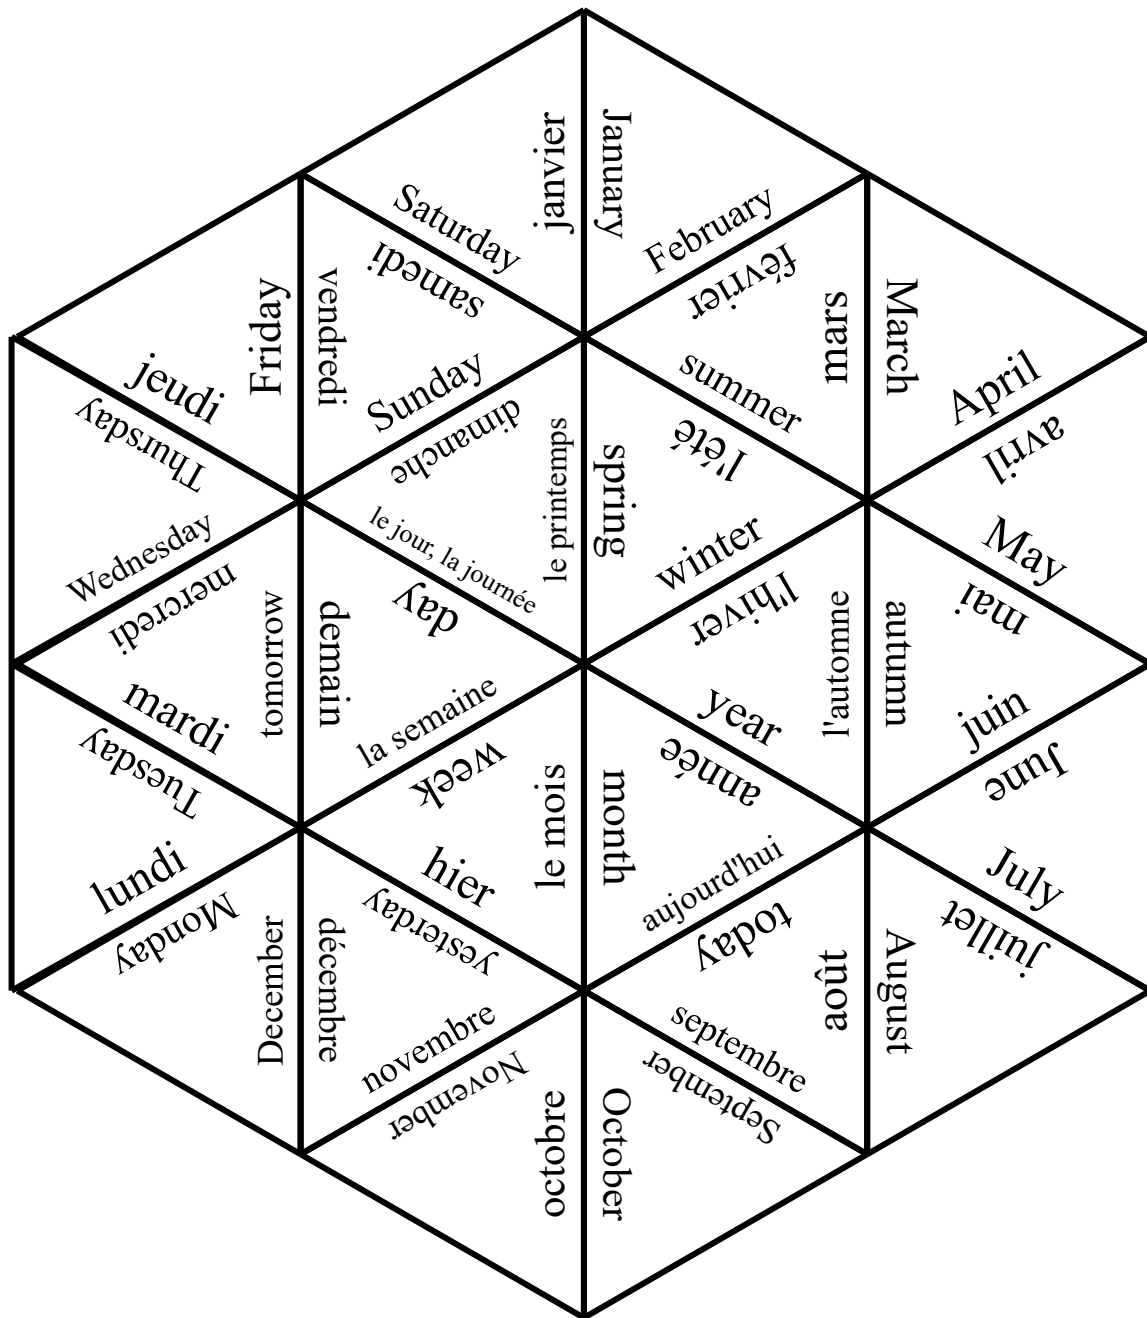 janvier
January
Saturday
samedi
February
février
Friday
vendredi
mars
March
jeudi
Thursday
Sunday
dimanche
summer
l'été
April
avril
le printemps
spring
Wednesday
mercredi
le jour, la journée
day
winter
l'hiver
May
mai
tomorrow
demain
l'automne
autumn
mardi
Tuesday
la semaine
week
year
année
juin
June
le mois
month
lundi
Monday
hier
yesterday
aujourd'hui
today
July
juillet
December
décembre
août
August
novembre
November
septembre
September
octobre
October